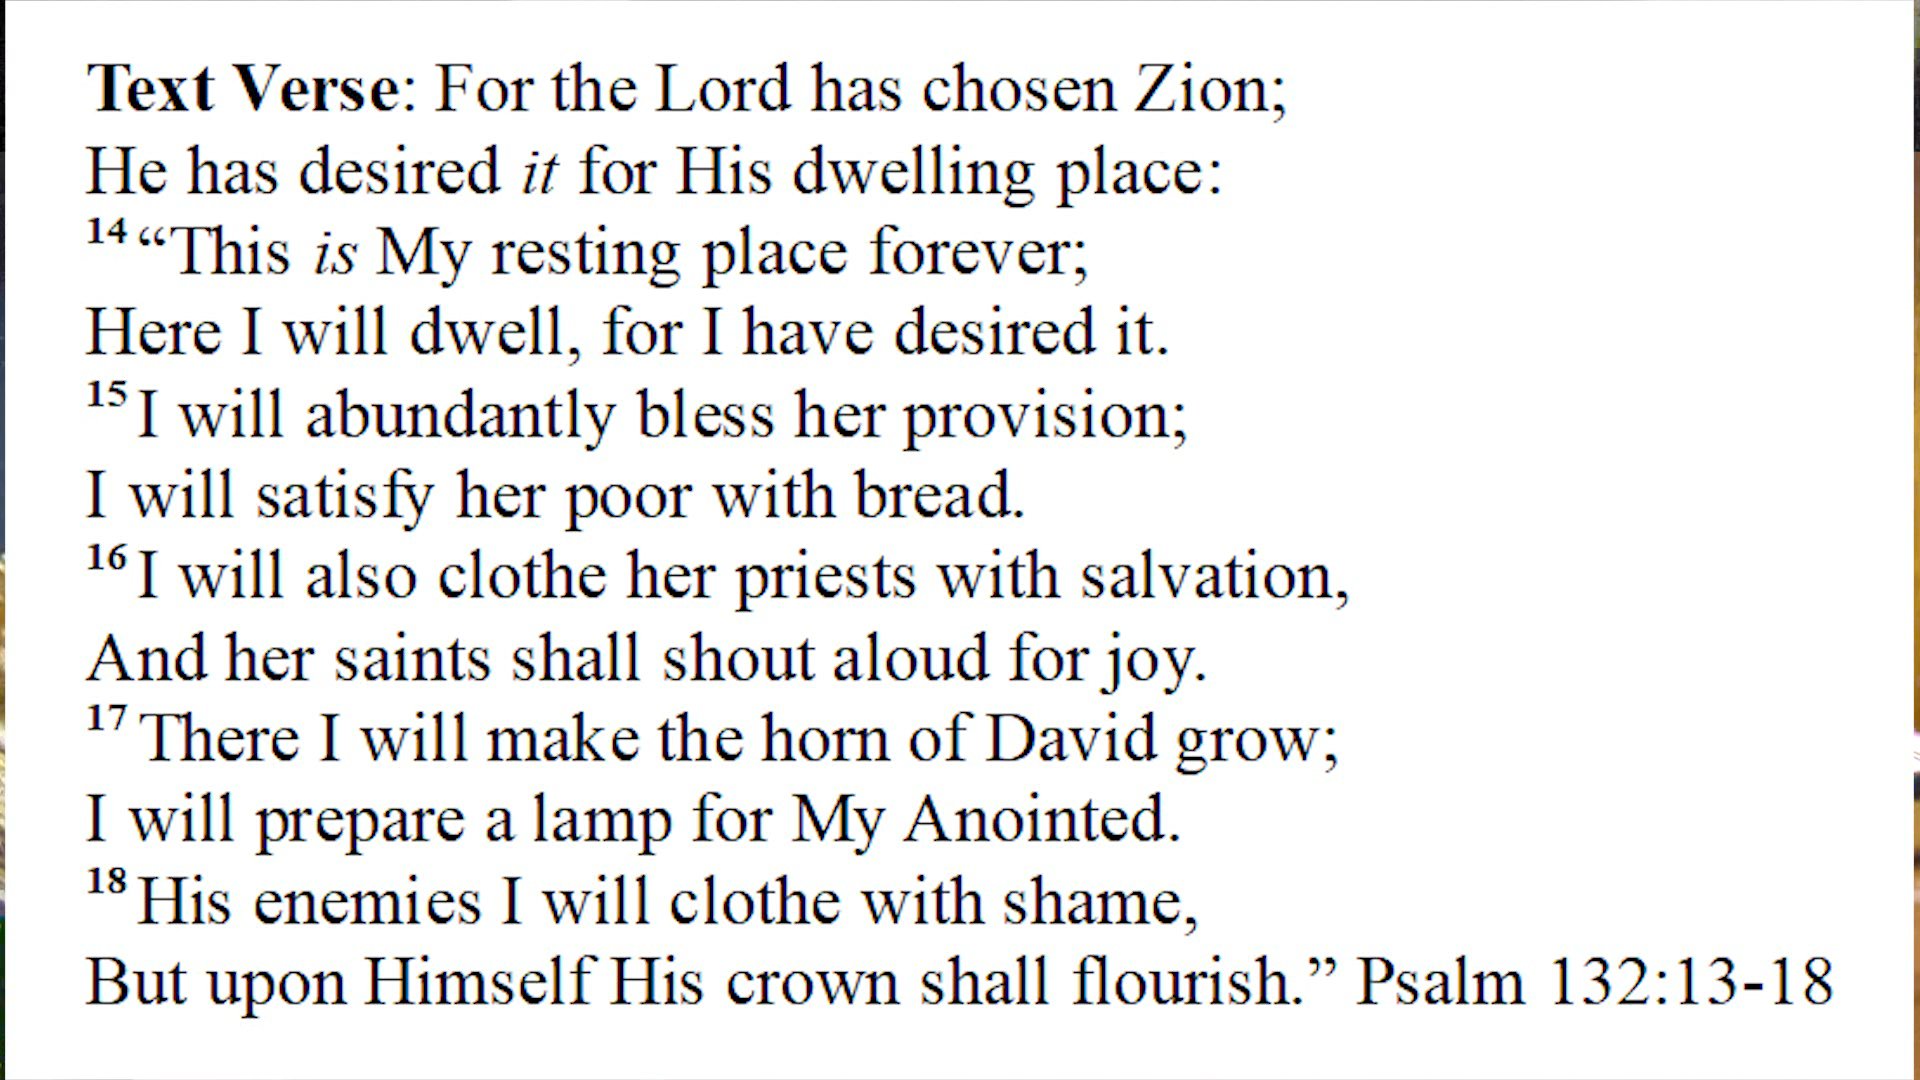 Text Verse: For the Lord has chosen Zion;
He has desired it for His dwelling place:
14 “This is My resting place forever;
Here I will dwell, for I have desired it.
15 I will abundantly bless her provision;
I will satisfy her poor with bread.
16 I will also clothe her priests with salvation,
And her saints shall shout aloud for joy.
17 There I will make the horn of David grow;
I will prepare a lamp for My Anointed.
18 His enemies I will clothe with shame,
But upon Himself His crown shall flourish.” Psalm 132:13-18